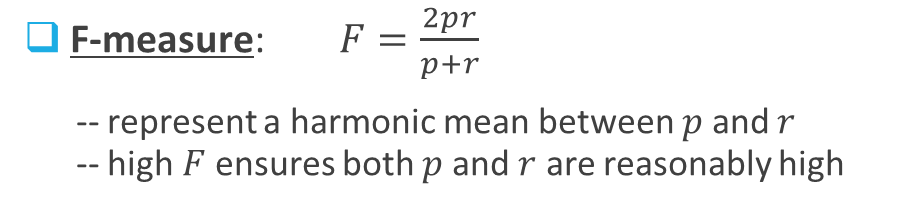 F-measure: F = 2pr / p+r
-- represent a harmonic mean between p and r
-- high F ensures both p and r are reasonably high